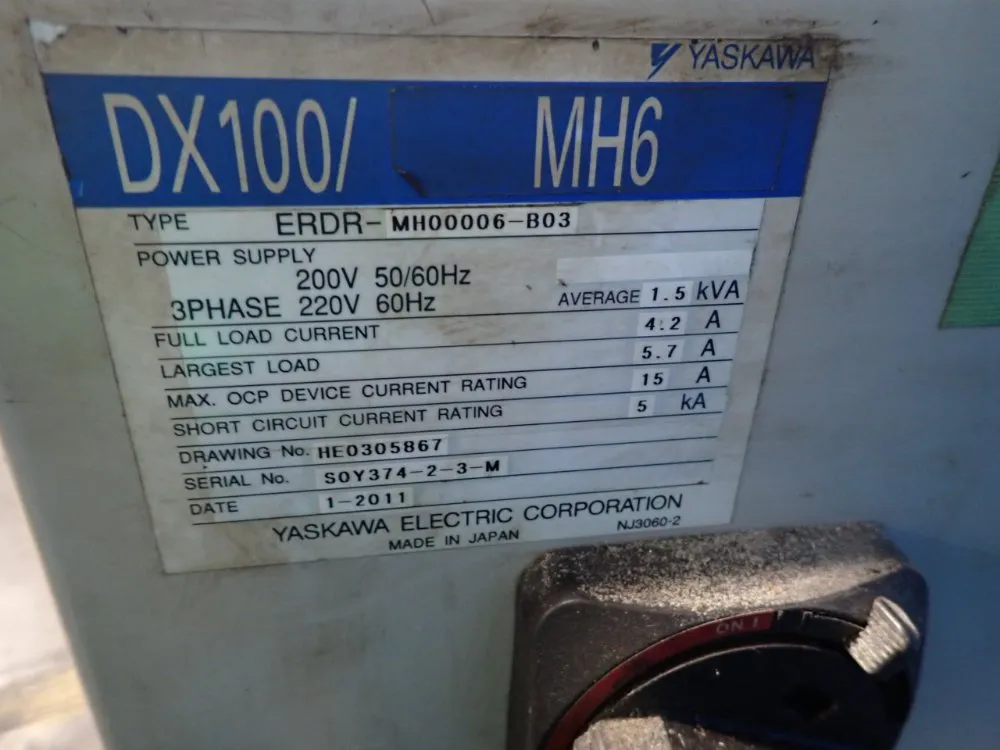 YASKAWA
DX100/ MH6
TYPE ERDR-MH00006-B03
POWER SUPPLY
200V 50/60Hz
3PHASE 220V 60Hz AVERAGE 1.5 kVA
FULL LOAD CURRENT 4.2 A
LARGEST LOAD 5.7 A
MAX. OCP DEVICE CURRENT RATING 15 A
SHORT CIRCUIT CURRENT RATING 5 kA
DRAWING No. HE0305867
SERIAL No. S0Y374-2-3-M
DATE 1-2011
YASKAWA ELECTRIC CORPORATION
MADE IN JAPAN NJ3060-2
ON I